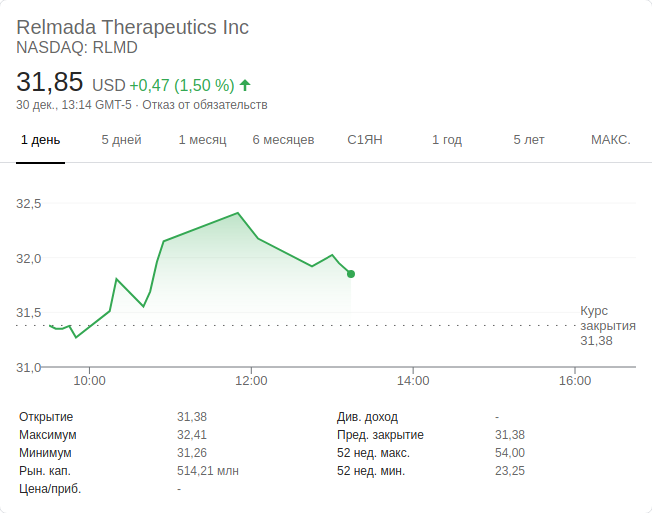 Relmada Therapeutics Inc
NASDAQ: RLMD
31,85 USD +0,47 (1,50 %)
30 дек., 13:14 GMT-5 · Отказ от обязательств
1 день 5 дней 1 месяц 6 месяцев С1ЯН 1 год 5 лет МАКС.
32,5
32,0
31,5
31,0
Курс
закрытия
31,38
10:00 12:00 14:00 16:00
Открытие 31,38 Див. доход -
Максимум 32,41 Пред. закрытие 31,38
Минимум 31,26 52 нед. макс. 54,00
Рын. кап. 514,21 млн 52 нед. мин. 23,25
Цена/приб. -